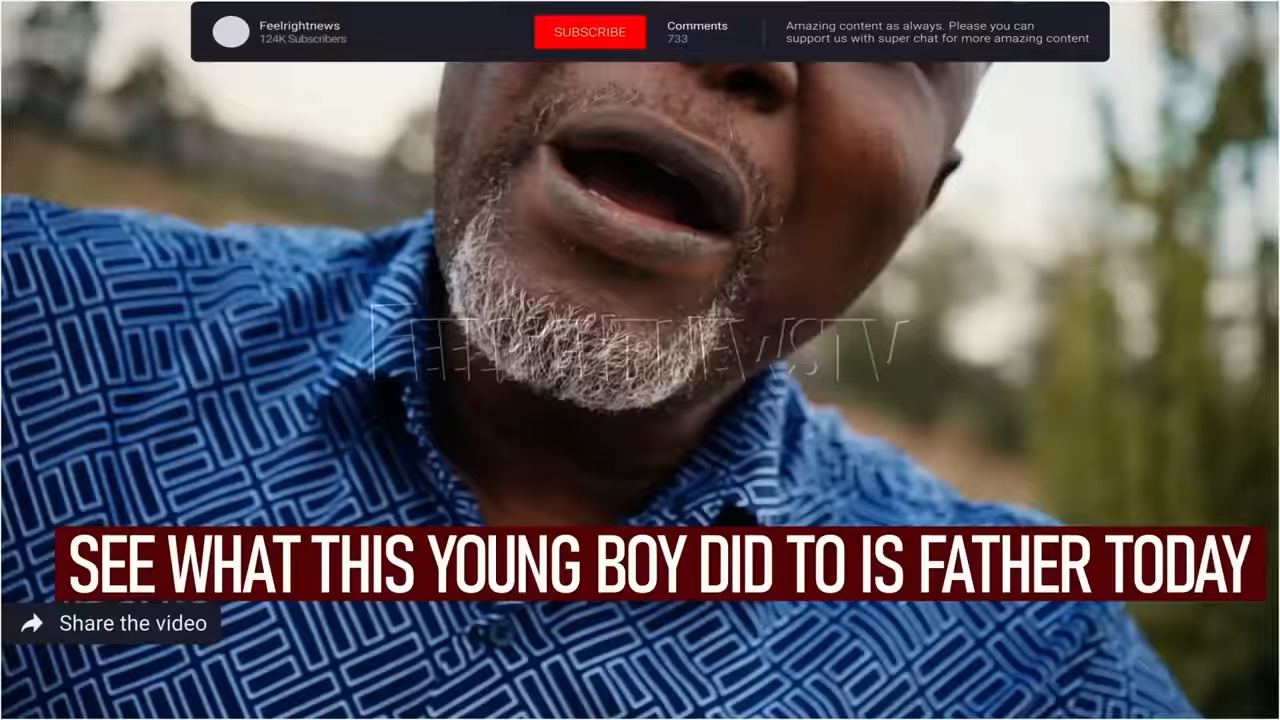 Feelrightnews
124K Subscribers
SUBSCRIBE
Comments
733
Amazing content as always. Please you can
support us with super chat for more amazing content
FEELRIGHTNEWSTV
SEE WHAT THIS YOUNG BOY DID TO IS FATHER TODAY
Share the video